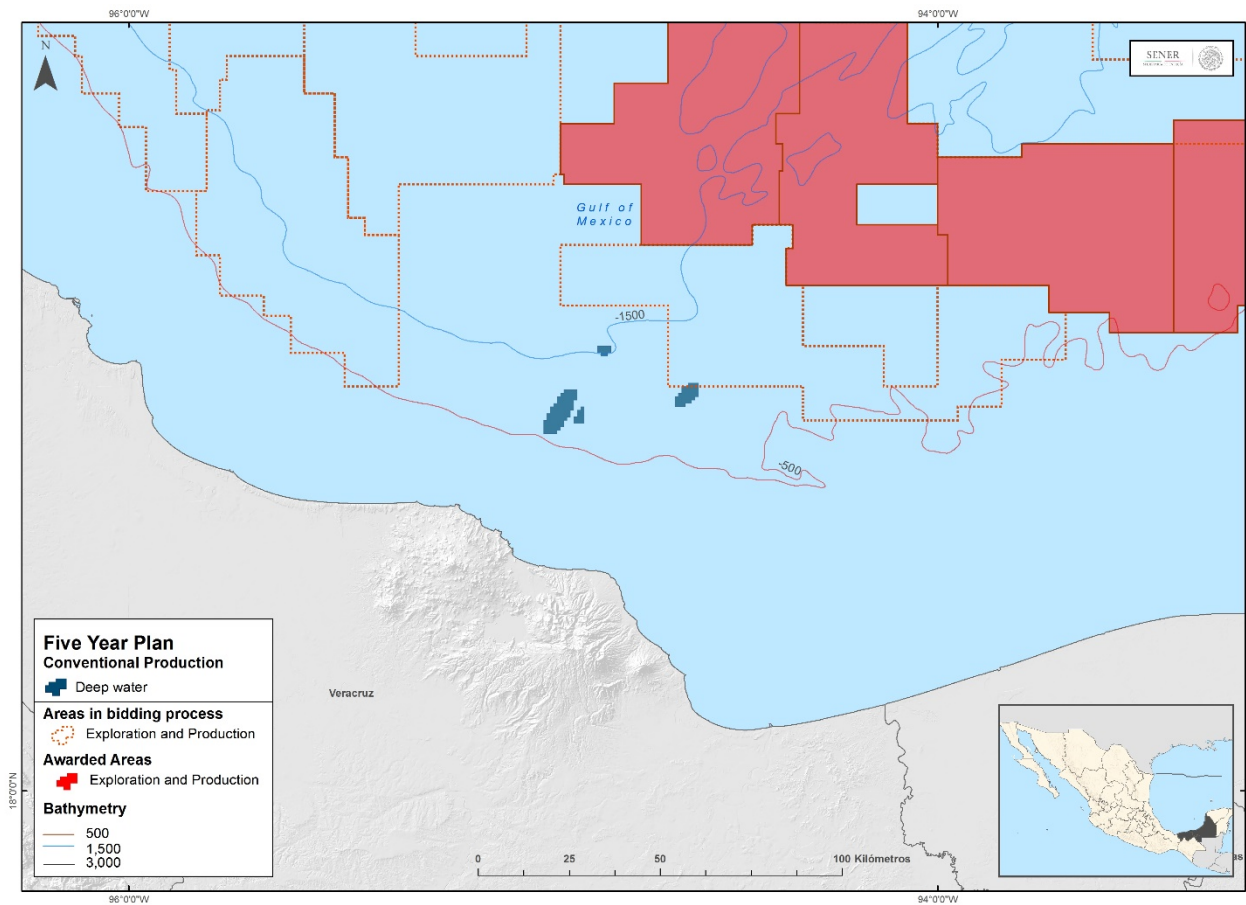 96°0'0"W
94°0'0"W
N
SENER
Gulf of
Mexico
-1500
-500
Five Year Plan
Conventional Production
Deep water
Areas in bidding process
Exploration and Production
Awarded Areas
Exploration and Production
Bathymetry
500
1,500
3,000
Veracruz
18°0'0"N
0
25
50
100 Kilómetros
96°0'0"W
94°0'0"W